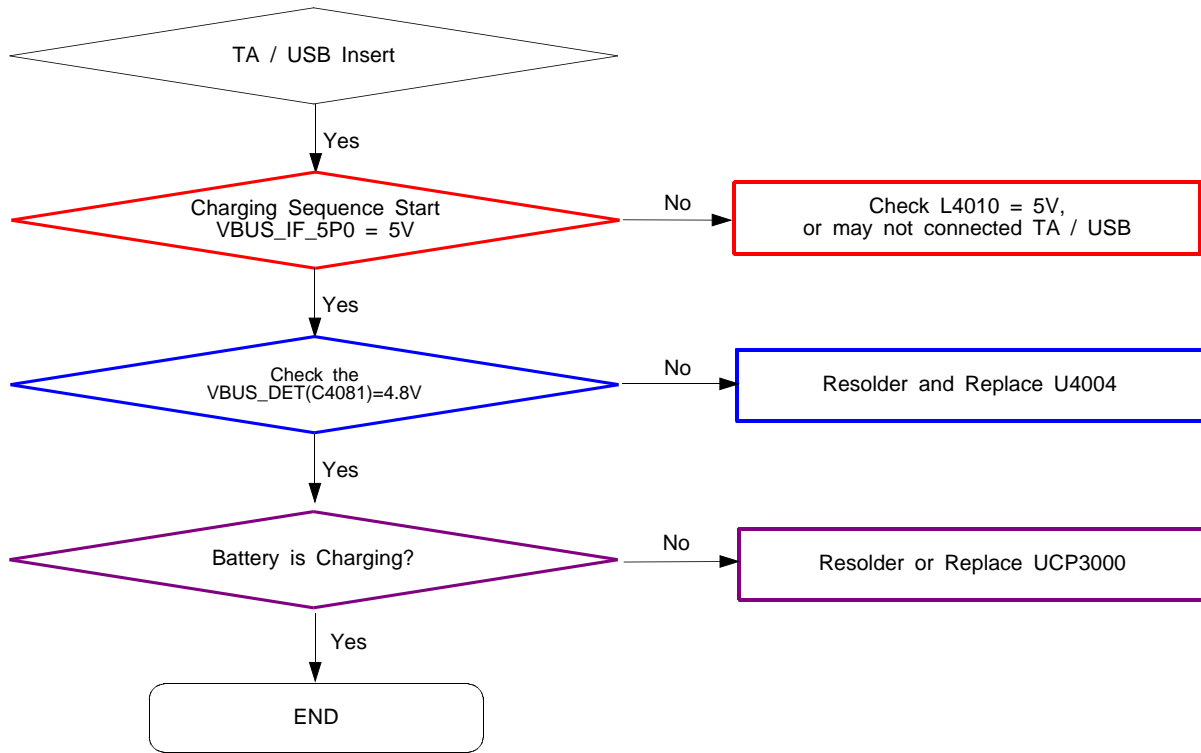 TA / USB Insert
Yes
Charging Sequence Start
VBUS_IF_5P0 = 5V
No
Check L4010 = 5V,
or may not connected TA / USB
Yes
Check the
VBUS_DET(C4081)=4.8V
No
Resolder and Replace U4004
Yes
Battery is Charging?
No
Resolder or Replace UCP3000
Yes
END